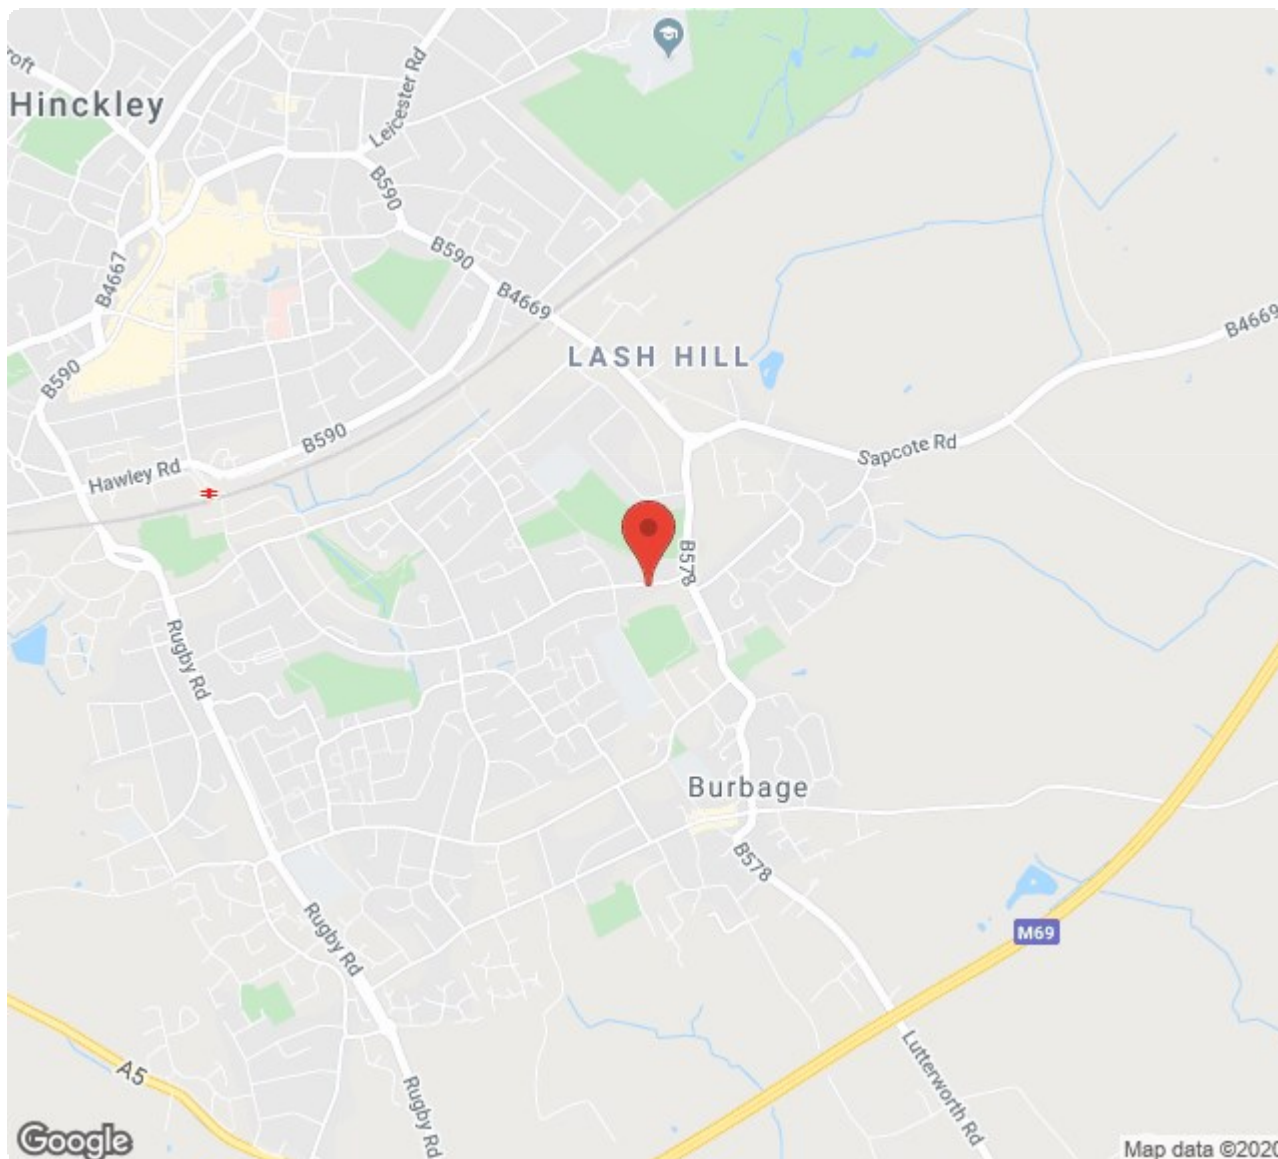 roft
Hinckley
Leicester Rd
B590
B590
B4667
B4669
B4669
LASH HILL
B590
B590
Sapcote Rd
Hawley Rd
B578
Rugby Rd
Burbage
B578
Rugby Rd
M69
A5
Lutterworth Rd
Rugby Rd
Google
Map data ©2020